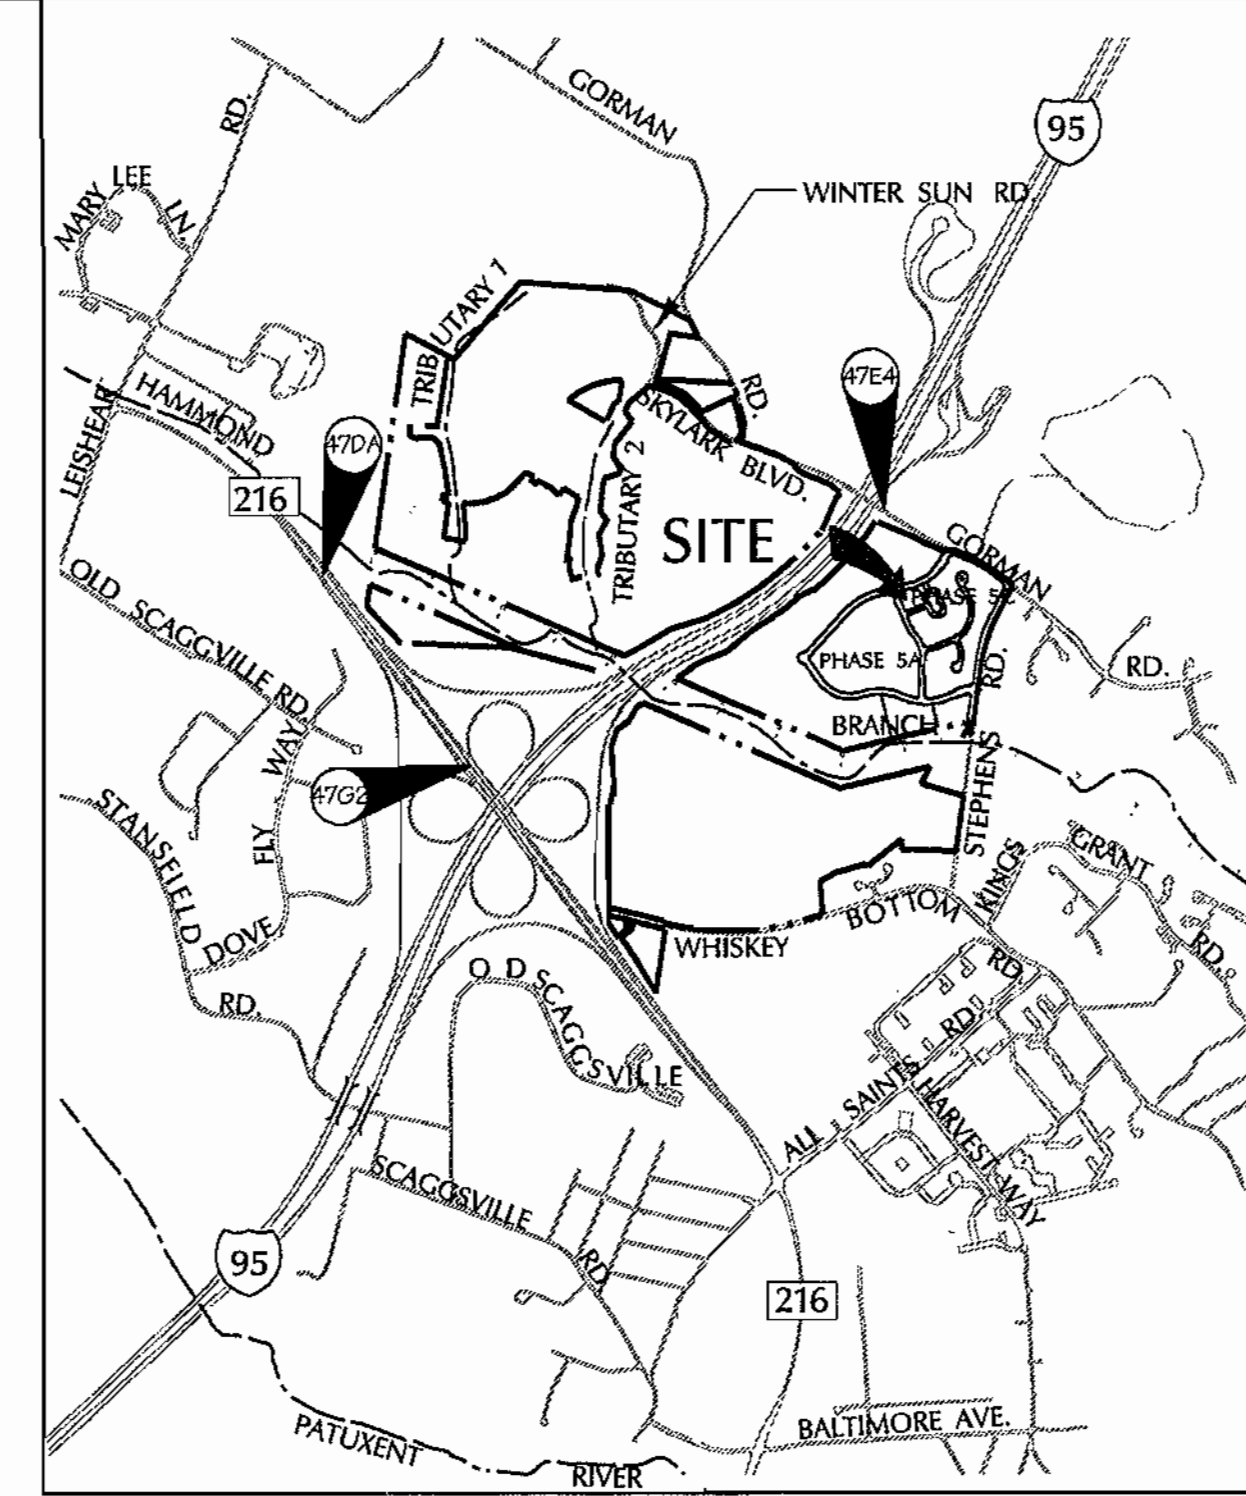 GORMAN
95
RD.
MARY LEE LN.
WINTER SUN RD.
TRIBUTARY 1
47E4
RD.
HAMMOND
LEISHEAR
47DA
SKYLARK BLVD.
216
TRIBUTARY 2
SITE
GORMAN
OLD SCAGGVILLE RD.
PHASE 5C
PHASE 5A
RD.
RD.
BRANCH
FLY WAY
47G2
STEPHENS
STANSFIELD
KINGS
GRANT
BOTTOM
DOVE
WHISKEY
RD.
RD.
O D SCAGGSVILLE
RD.
RD.
ALL SAINTS
HARVEST WAY
SCAGGSVILLE
RD.
95
216
BALTIMORE AVE.
PATUXENT
RIVER